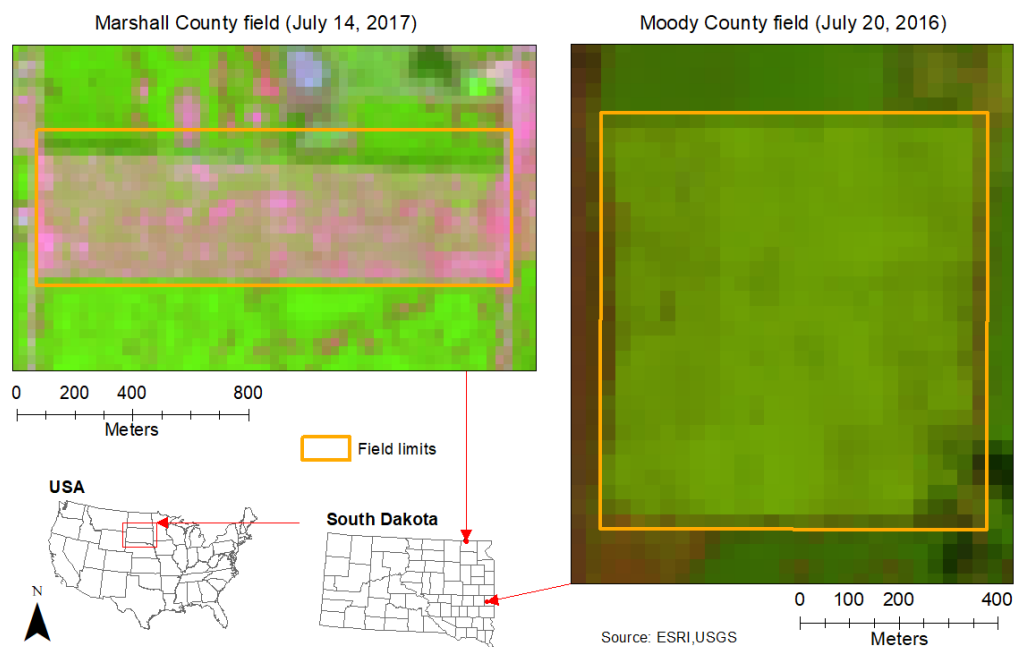 Marshall County field (July 14, 2017)
Moody County field (July 20, 2016)
0 200 400 800
Meters
Field limits
USA
South Dakota
N
0 100 200 400
Meters
Source: ESRI,USGS